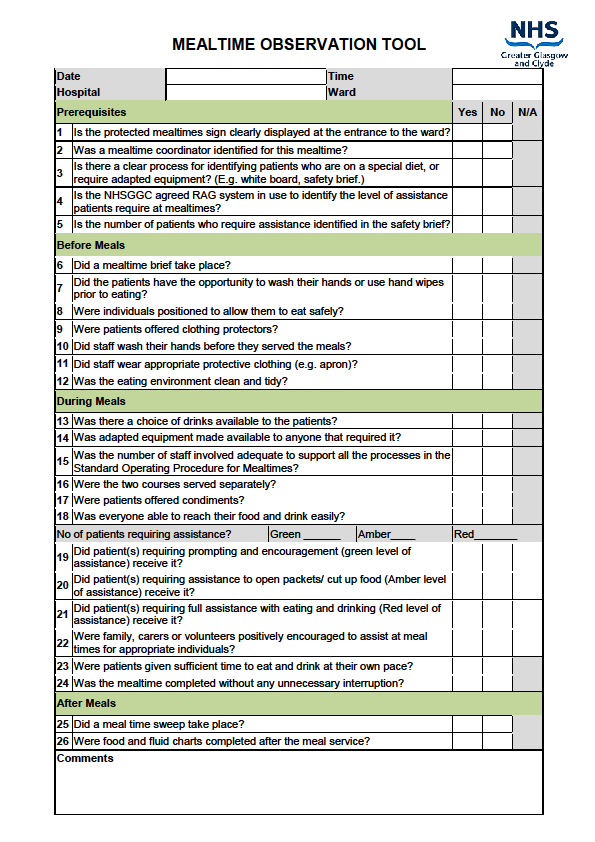 NHS
Greater Glasgow
and Clyde
MEALTIME OBSERVATION TOOL
Date Time
Hospital Ward
Prerequisites Yes No N/A
1 Is the protected mealtimes sign clearly displayed at the entrance to the ward?
2 Was a mealtime coordinator identified for this mealtime?
3 Is there a clear process for identifying patients who are on a special diet, or
require adapted equipment? (E.g. white board, safety brief.)
4 Is the NHSGGC agreed RAG system in use to identify the level of assistance
patients require at mealtimes?
5 Is the number of patients who require assistance identified in the safety brief?
Before Meals
6 Did a mealtime brief take place?
7 Did the patients have the opportunity to wash their hands or use hand wipes
prior to eating?
8 Were individuals positioned to allow them to eat safely?
9 Were patients offered clothing protectors?
10 Did staff wash their hands before they served the meals?
11 Did staff wear appropriate protective clothing (e.g. apron)?
12 Was the eating environment clean and tidy?
During Meals
13 Was there a choice of drinks available to the patients?
14 Was adapted equipment made available to anyone that required it?
15 Was the number of staff involved adequate to support all the processes in the
Standard Operating Procedure for Mealtimes?
16 Were the two courses served separately?
17 Were patients offered condiments?
18 Was everyone able to reach their food and drink easily?
No of patients requiring assistance? Green ______ Amber____ Red_______
19 Did patient(s) requiring prompting and encouragement (green level of
assistance) receive it?
20 Did patient(s) requiring assistance to open packets/ cut up food (Amber level
of assistance) receive it?
21 Did patient(s) requiring full assistance with eating and drinking (Red level of
assistance) receive it?
22 Were family, carers or volunteers positively encouraged to assist at meal
times for appropriate individuals?
23 Were patients given sufficient time to eat and drink at their own pace?
24 Was the mealtime completed without any unnecessary interruption?
After Meals
25 Did a meal time sweep take place?
26 Were food and fluid charts completed after the meal service?
Comments